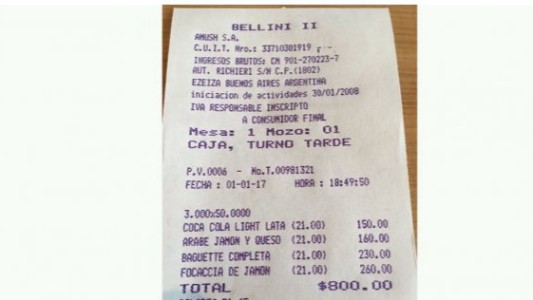 BELLINI II
AMUSH S.A.
C.U.I.T. Nro.: 33710301919
INGRESOS BRUTOS: CM 901-270223-7
AUT. RICHIERI S/N C.P.(1802)
EZEIZA BUENOS AIRES ARGENTINA
iniciacion de actividades 30/01/2008
IVA RESPONSABLE INSCRIPTO
A CONSUMIDOR FINAL
Mesa: 1 Mozo: 01
CAJA, TURNO TARDE
P.V.0006 - No.T.00981321
FECHA : 01-01-17 HORA : 18:49:50
3.000x50.0000
COCA COLA LIGHT LATA (21.00) 150.00
ARABE JAMON Y QUESO (21.00) 160.00
BAGUETTE COMPLETA (21.00) 230.00
FOCACCIA DE JAMON (21.00) 260.00
TOTAL $800.00